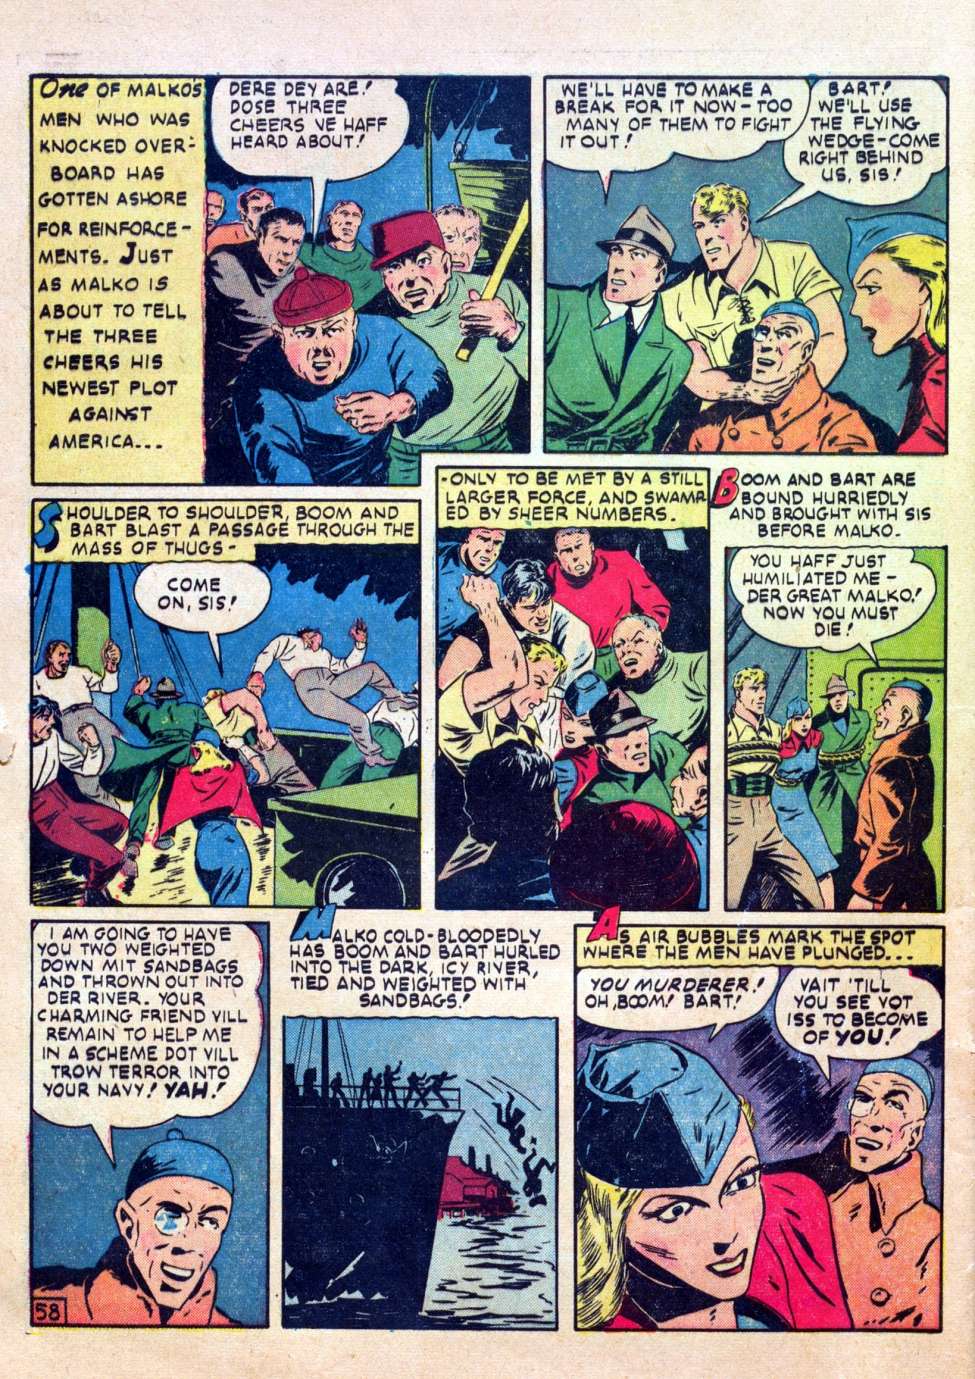 One OF MALKO'S
MEN WHO WAS
KNOCKED OVER-
BOARD HAS
GOTTEN ASHORE
FOR REINFORCE-
MENTS. JUST
AS MALKO IS
ABOUT TO TELL
THE THREE
CHEERS HIS
NEWEST PLOT
AGAINST
AMERICA...
DERE DEY ARE!
DOSE THREE
CHEERS VE HAFF
HEARD ABOUT!
WE'LL HAVE TO MAKE A
BREAK FOR IT NOW - TOO
MANY OF THEM TO FIGHT
IT OUT!
BART!
WE'LL USE
THE FLYING
WEDGE-COME
RIGHT BEHIND
US, SIS!
SHOULDER TO SHOULDER, BOOM AND
BART BLAST A PASSAGE THROUGH THE
MASS OF THUGS-
COME
ON, SIS!
-ONLY TO BE MET BY A STILL
LARGER FORCE, AND SWAMP
ED BY SHEER NUMBERS.
BOOM AND BART ARE
BOUND HURRIEDLY
AND BROUGHT WITH SIS
BEFORE MALKO.
YOU HAFF JUST
HUMILIATED ME -
DER GREAT MALKO!
NOW YOU MUST
DIE!
I AM GOING TO HAVE
YOU TWO WEIGHTED
DOWN MIT SANDBAGS
AND THROWN OUT INTO
DER RIVER. YOUR
CHARMING FRIEND VILL
REMAIN TO HELP ME
IN A SCHEME DOT VILL
TROW TERROR INTO
YOUR NAVY! YAH!
58
MALKO COLD-BLOODEDLY
HAS BOOM AND BART HURLED
INTO THE DARK, ICY RIVER,
TIED AND WEIGHTED WITH
SANDBAGS!
AS AIR BUBBLES MARK THE SPOT
WHERE THE MEN HAVE PLUNGED...
YOU MURDERER!
OH, BOOM! BART!
VAIT 'TILL
YOU SEE VOT
ISS TO BECOME
OF YOU!